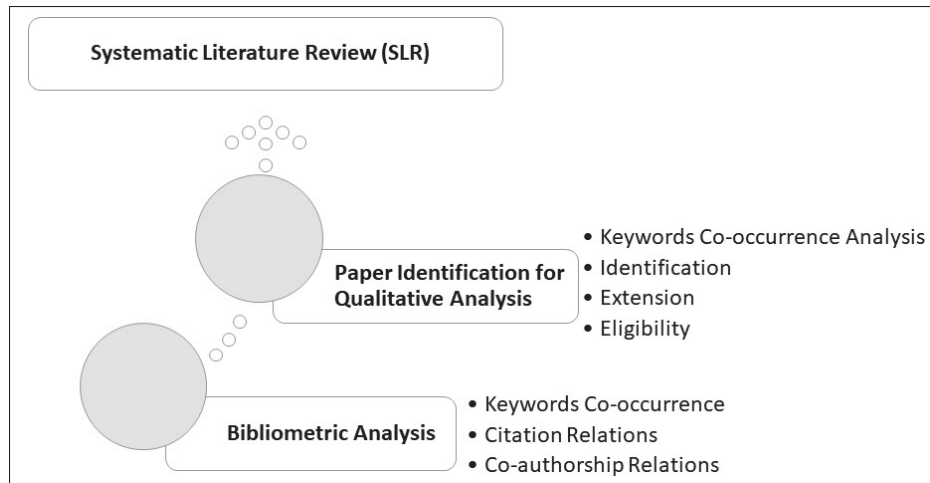 Systematic Literature Review (SLR)
Paper Identification for
Qualitative Analysis
• Keywords Co-occurrence Analysis
• Identification
• Extension
• Eligibility
Bibliometric Analysis
• Keywords Co-occurrence
• Citation Relations
• Co-authorship Relations